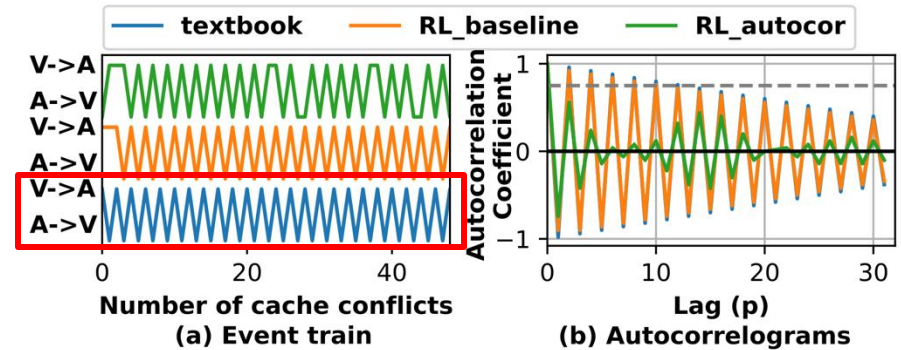 textbook RL_baseline RL_autocor
V->A
A->V
V->A
A->V
V->A
A->V
0 20 40
Number of cache conflicts
(a) Event train
Autocorrelation
Coefficient
1
0
−1
0 10 20 30
Lag (p)
(b) Autocorrelograms